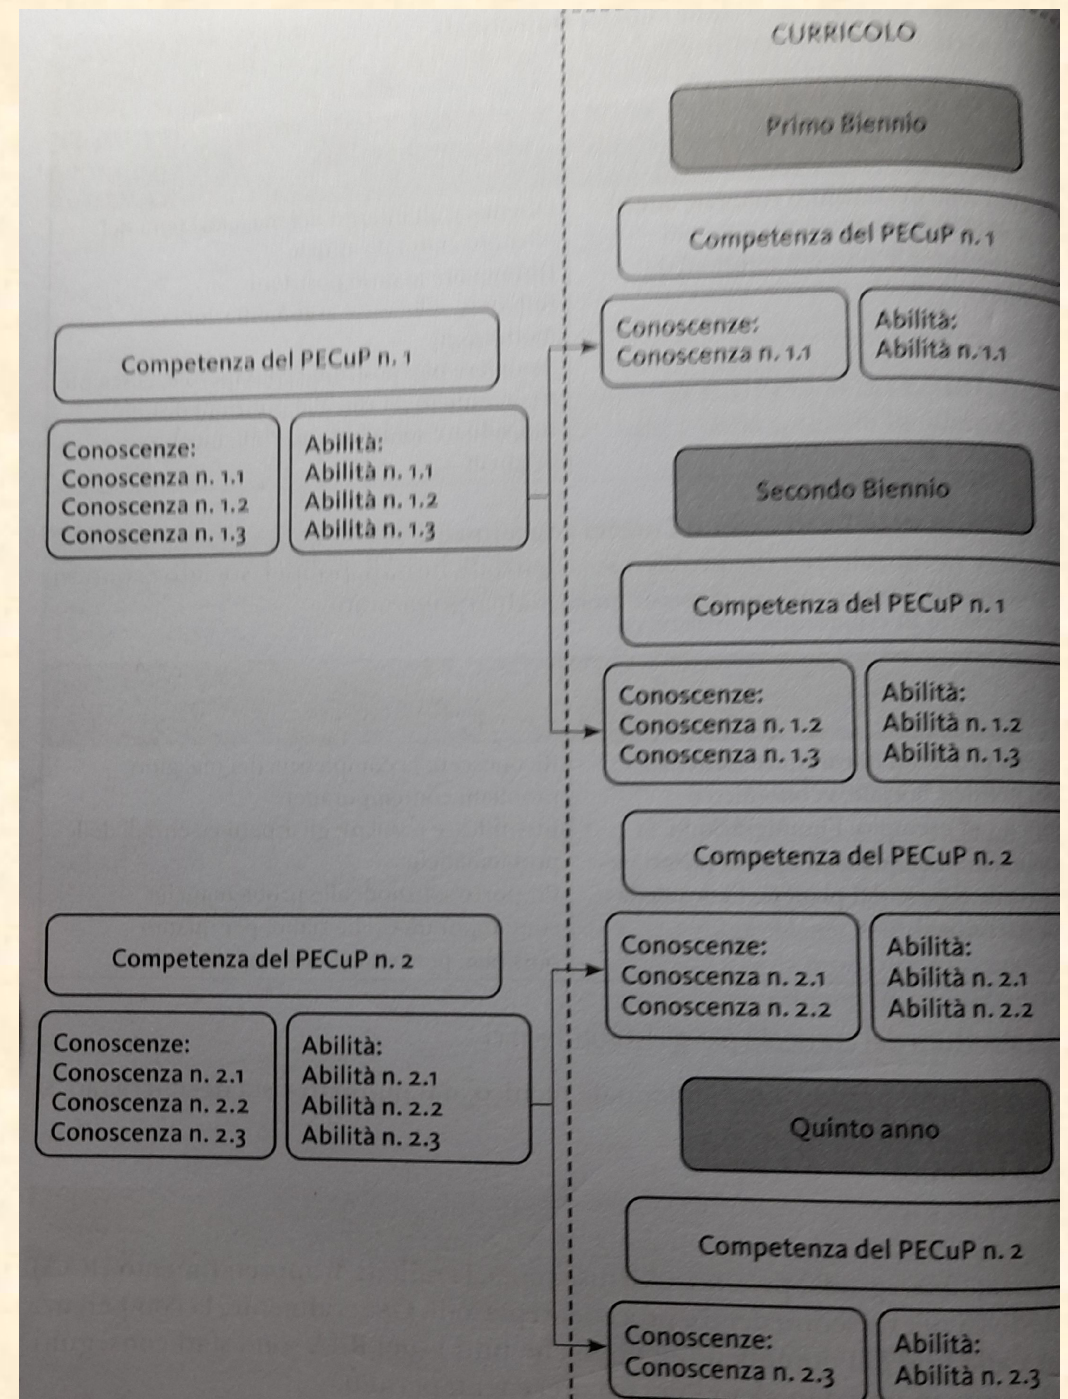 CURRICOLO
Primo Biennio
Competenza del PECuP n. 1
Conoscenze:
Conoscenza n. 1.1
Abilità:
Abilità n. 1.1
Competenza del PECuP n. 1
Conoscenze:
Conoscenza n. 1.1
Conoscenza n. 1.2
Conoscenza n. 1.3
Abilità:
Abilità n. 1.1
Abilità n. 1.2
Abilità n. 1.3
Secondo Biennio
Competenza del PECuP n. 1
Conoscenze:
Conoscenza n. 1.2
Conoscenza n. 1.3
Abilità:
Abilità n. 1.2
Abilità n. 1.3
Competenza del PECuP n. 2
Conoscenze:
Conoscenza n. 2.1
Conoscenza n. 2.2
Abilità:
Abilità n. 2.1
Abilità n. 2.2
Competenza del PECuP n. 2
Conoscenze:
Conoscenza n. 2.1
Conoscenza n. 2.2
Conoscenza n. 2.3
Abilità:
Abilità n. 2.1
Abilità n. 2.2
Abilità n. 2.3
Quinto anno
Competenza del PECuP n. 2
Conoscenze:
Conoscenza n. 2.3
Abilità:
Abilità n. 2.3